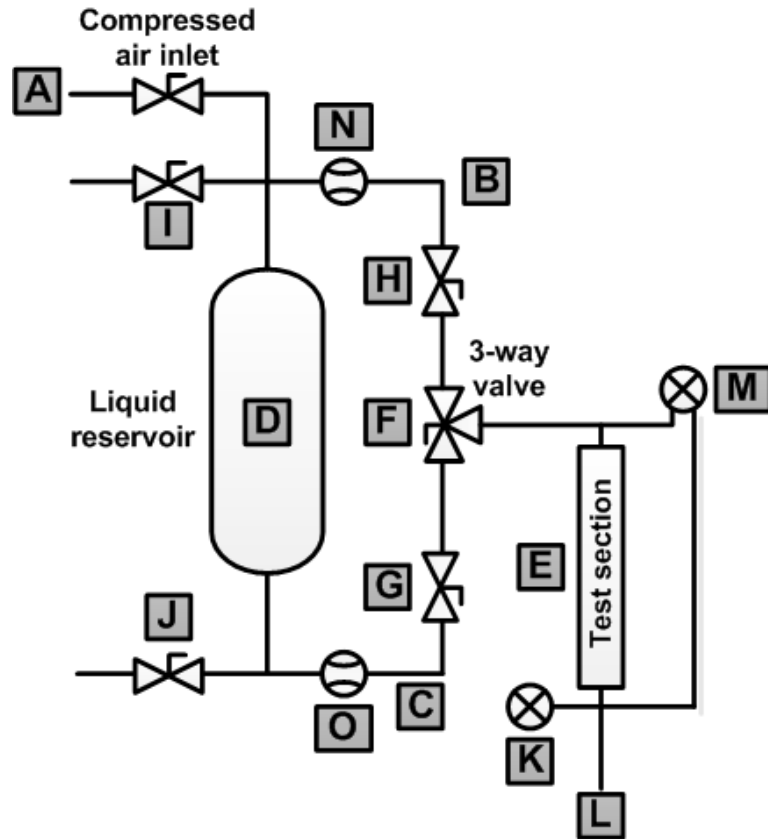 Compressed
air inlet
A
N
B
I
H
3-way
valve
M
Liquid
reservoir
D
F
E
Test section
G
J
O
C
K
L